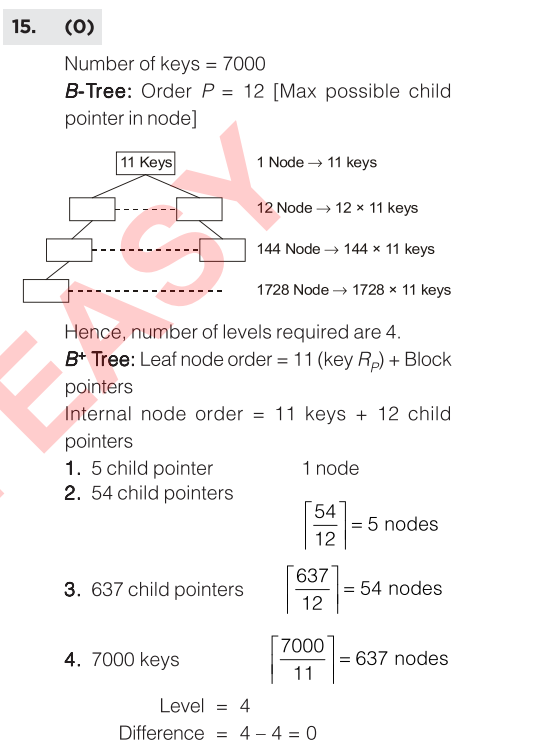 15. (0)
Number of keys = 7000
B-Tree: Order P = 12 [Max possible child
pointer in node]
11 Keys 1 Node → 11 keys
12 Node → 12 × 11 keys
144 Node → 144 × 11 keys
1728 Node → 1728 × 11 keys
Hence, number of levels required are 4.
B⁺ Tree: Leaf node order = 11 (key R_P) + Block
pointers
Internal node order = 11 keys + 12 child
pointers
1. 5 child pointer 1 node
2. 54 child pointers ⌈54/12⌉ = 5 nodes
3. 637 child pointers ⌈637/12⌉ = 54 nodes
4. 7000 keys ⌈7000/11⌉ = 637 nodes
Level = 4
Difference = 4 – 4 = 0
EASY